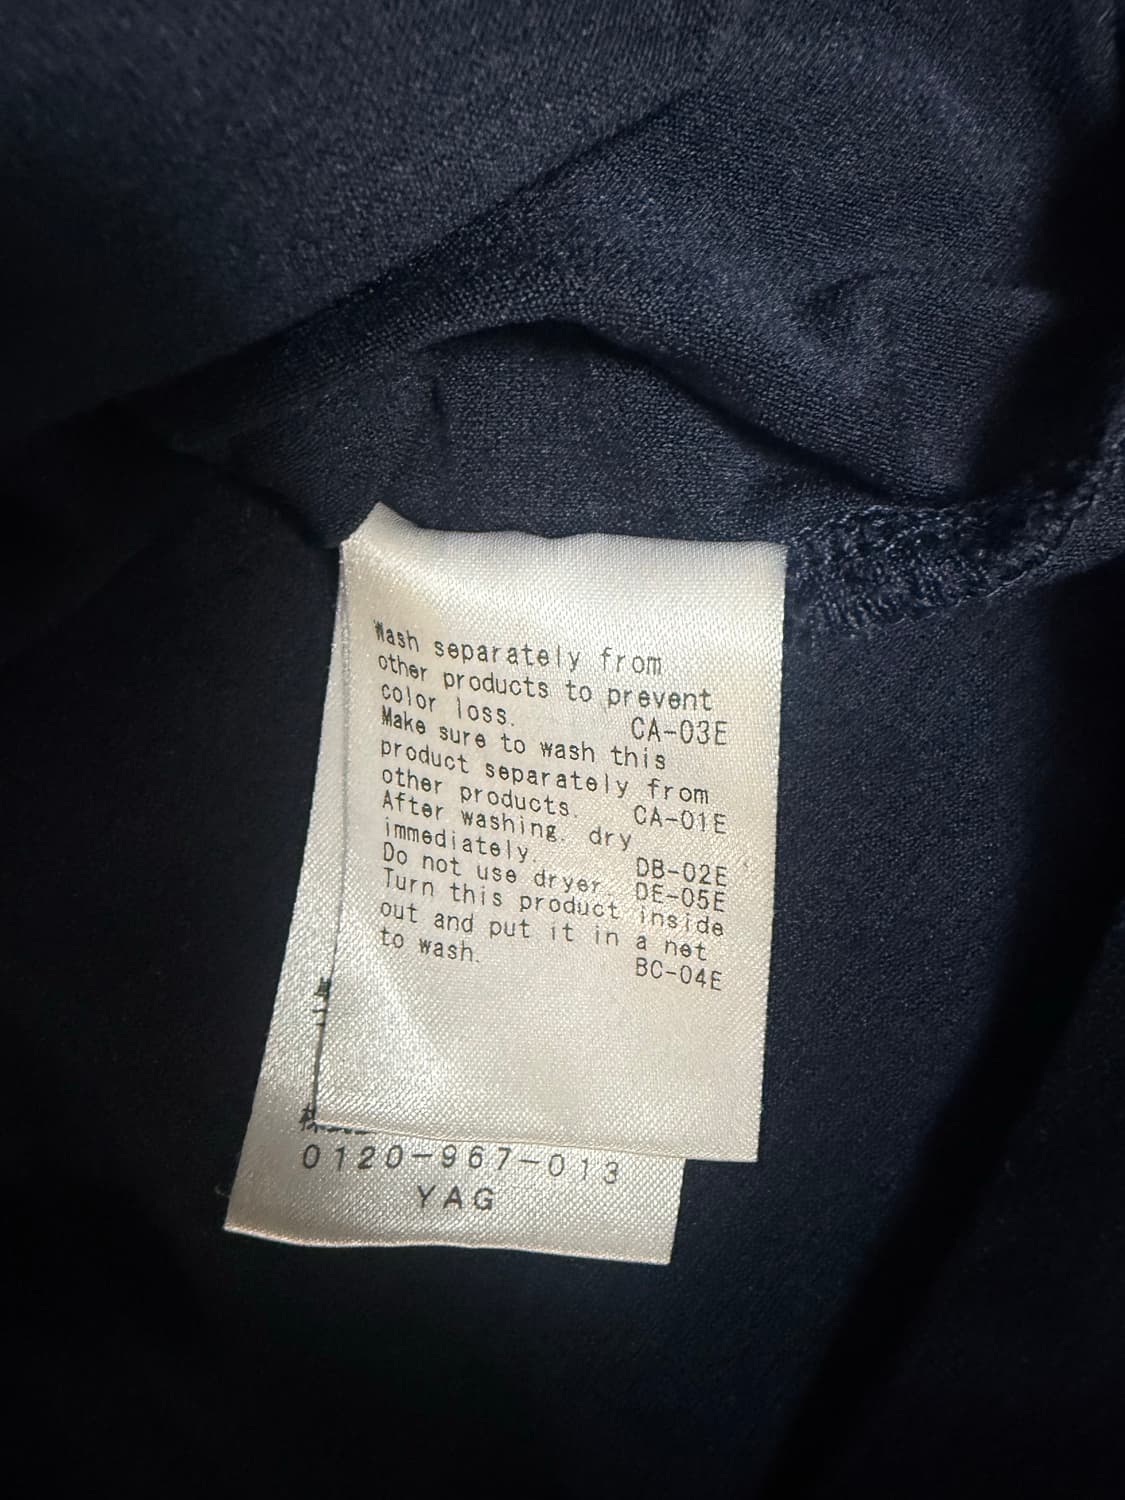 Wash separately from
other products to prevent
color loss. CA-03E
Make sure to wash this
product separately from
other products. CA-01E
After washing. dry
immediately. DB-02E
Do not use dryer. DE-05E
Turn this product inside
out and put it in a net
to wash. BC-04E
0120-967-013
YAG